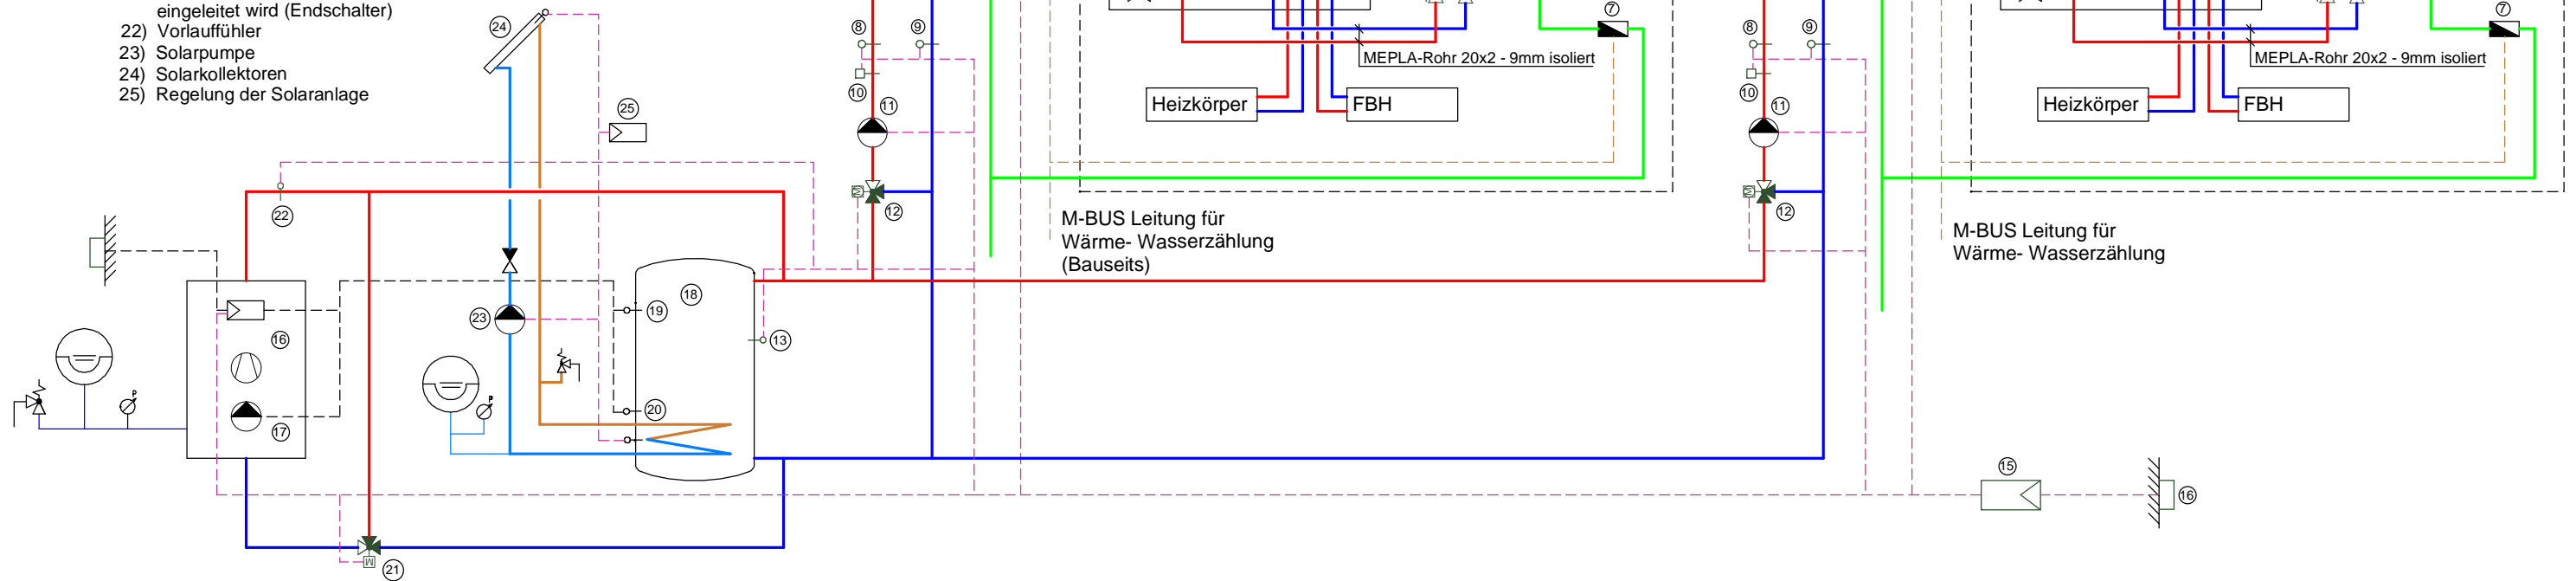 eingeleitet wird (Endschalter)
22) Vorlauffühler
23) Solarpumpe
24) Solarkollektoren
25) Regelung der Solaranlage
24
25
22
16
17
23
P
P
18
19
20
13
21
M
8
9
10
11
12
M
7
MEPLA-Rohr 20x2 - 9mm isoliert
Heizkörper
FBH
M-BUS Leitung für
Wärme- Wasserzählung
(Bauseits)
8
9
10
11
12
M
7
MEPLA-Rohr 20x2 - 9mm isoliert
Heizkörper
FBH
M-BUS Leitung für
Wärme- Wasserzählung
15
16